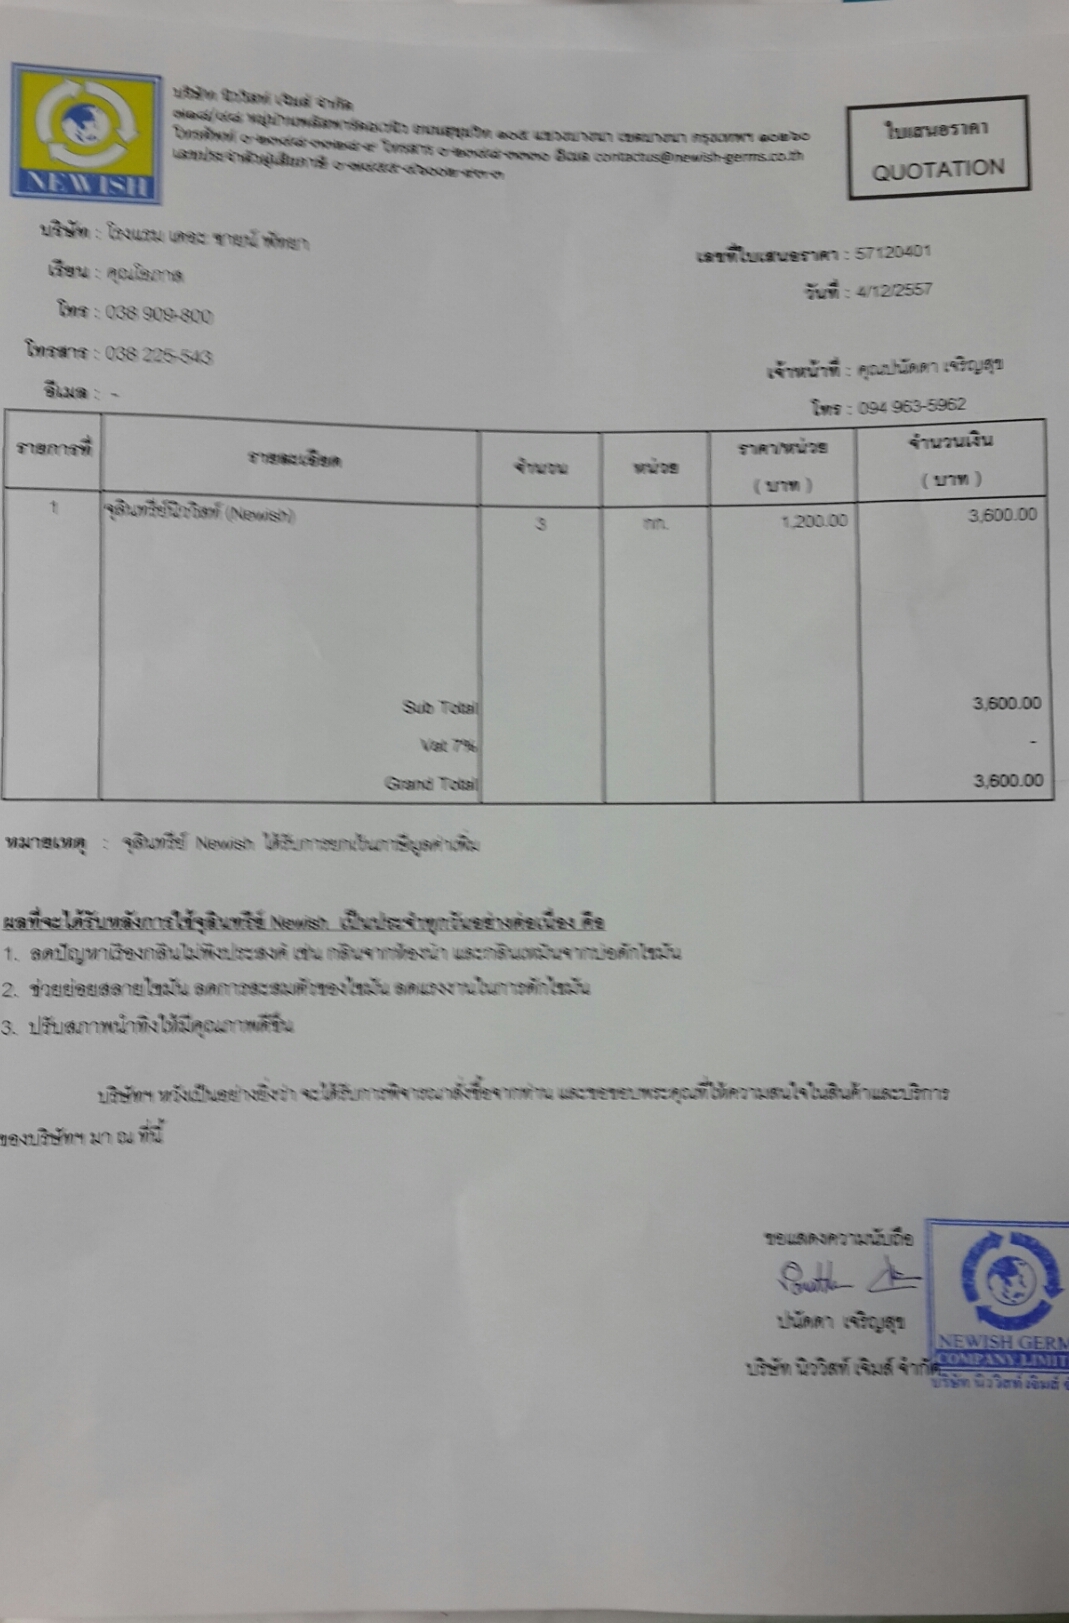 บริษัท นิววิสท์ เจิมส์ จำกัด
contactus@newish-germs.co.th
NEWISH
ใบเสนอราคา
QUOTATION
บริษัท : โรงแรม เดอะ ซายน์ พัทยา
เลขที่ใบเสนอราคา : 57120401
เรียน : คุณโอภาส
วันที่ : 4/12/2557
โทร : 038 909-800
โทรสาร : 038 225-543
เจ้าหน้าที่ : คุณปนัดดา เจริญสุข
อีเมล : -
โทร : 094 963-5962
รายการที่ รายละเอียด จำนวน หน่วย ราคา/หน่วย ( บาท ) จำนวนเงิน ( บาท )
1 จุลินทรีย์นิววิสท์ (Newish) 3 กก. 1,200.00 3,600.00
Sub Total 3,600.00
Vat 7% -
Grand Total 3,600.00
หมายเหตุ : จุลินทรีย์ Newish ได้รับการยกเว้นภาษีมูลค่าเพิ่ม
ผลที่จะได้รับหลังการใช้จุลินทรีย์ Newish เป็นประจำทุกวันอย่างต่อเนื่อง คือ
1. ลดปัญหาเรื่องกลิ่นไม่พึงประสงค์ เช่น กลิ่นจากห้องน้ำ และกลิ่นเหม็นจากบ่อดักไขมัน
2. ช่วยย่อยสลายไขมัน ลดการสะสมตัวของไขมัน ลดแรงงานในการตักไขมัน
3. ปรับสภาพน้ำทิ้งให้มีคุณภาพดีขึ้น
บริษัทฯ หวังเป็นอย่างยิ่งว่า จะได้รับการพิจารณาสั่งซื้อจากท่าน และขอขอบพระคุณที่ให้ความสนใจในสินค้าและบริการ
ของบริษัทฯ มา ณ ที่นี้
ขอแสดงความนับถือ
ปนัดดา เจริญสุข
บริษัท นิววิสท์ เจิมส์ จำกัด
NEWISH GERM
COMPANY LIMIT
บริษัท นิววิสท์ เจิมส์